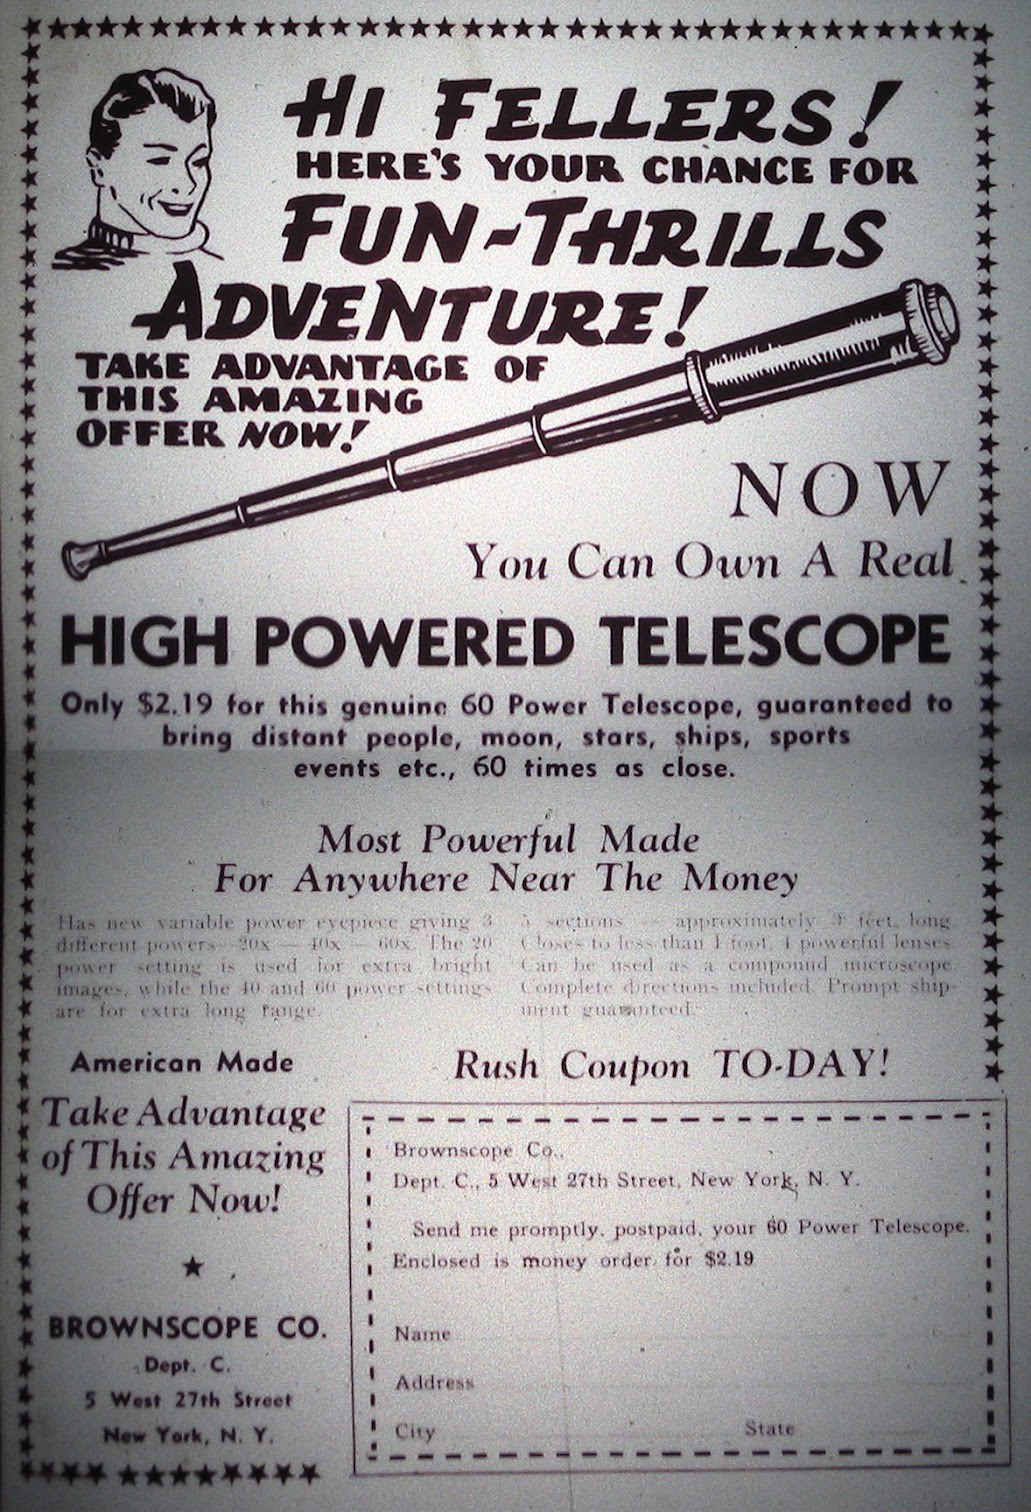 HI FELLERS!
HERE'S YOUR CHANCE FOR
FUN-THRILLS
ADVENTURE!
TAKE ADVANTAGE OF
THIS AMAZING
OFFER NOW!
NOW
You Can Own A Real
HIGH POWERED TELESCOPE
Only $2.19 for this genuine 60 Power Telescope, guaranteed to
bring distant people, moon, stars, ships, sports
events etc., 60 times as close.
Most Powerful Made
For Anywhere Near The Money
Has new variable power eyepiece giving 3
different powers—20x — 40x — 60x. The 20
power setting is used for extra bright
images, while the 40 and 60 power settings
are for extra long range.
5 sections — approximately 3 feet long.
Closes to less than 1 foot. 4 powerful lenses.
Can be used as a compound microscope.
Complete directions included. Prompt ship-
ment guaranteed.
American Made
Take Advantage
of This Amazing
Offer Now!
BROWNSCOPE CO.
Dept. C.
5 West 27th Street
New York, N. Y.
Rush Coupon TO-DAY!
Brownscope Co.,
Dept. C., 5 West 27th Street, New York, N. Y.
Send me promptly, postpaid, your 60 Power Telescope.
Enclosed is money order for $2.19
Name
Address
City State